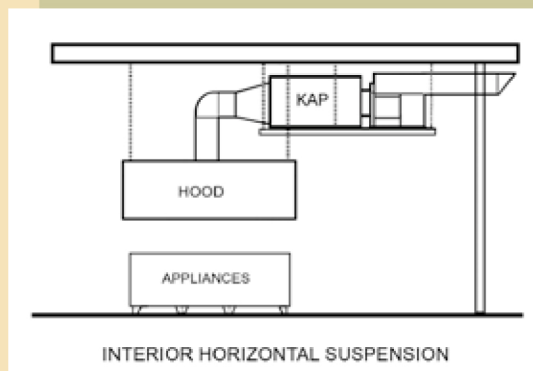 KAP
HOOD
APPLIANCES
INTERIOR HORIZONTAL SUSPENSION